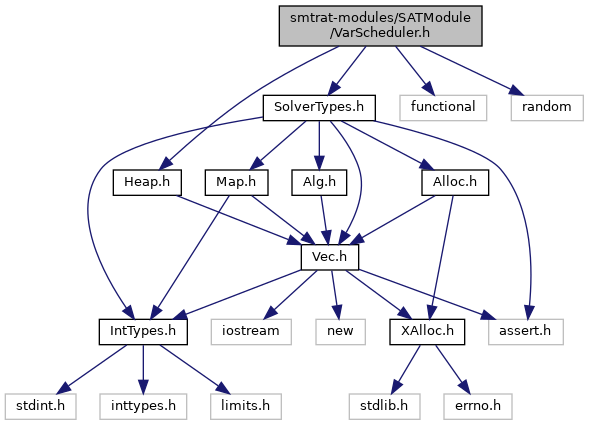 smtrat-modules/SATModule
/VarScheduler.h
SolverTypes.h
functional
random
Heap.h
Map.h
Alg.h
Alloc.h
Vec.h
IntTypes.h
iostream
new
XAlloc.h
assert.h
stdint.h
inttypes.h
limits.h
stdlib.h
errno.h